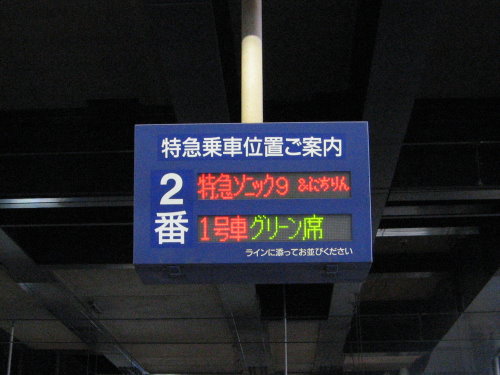 特急乗車位置ご案内
2番
特急ソニック9 &にちりん
1号車グリーン席
ラインに添ってお並びください